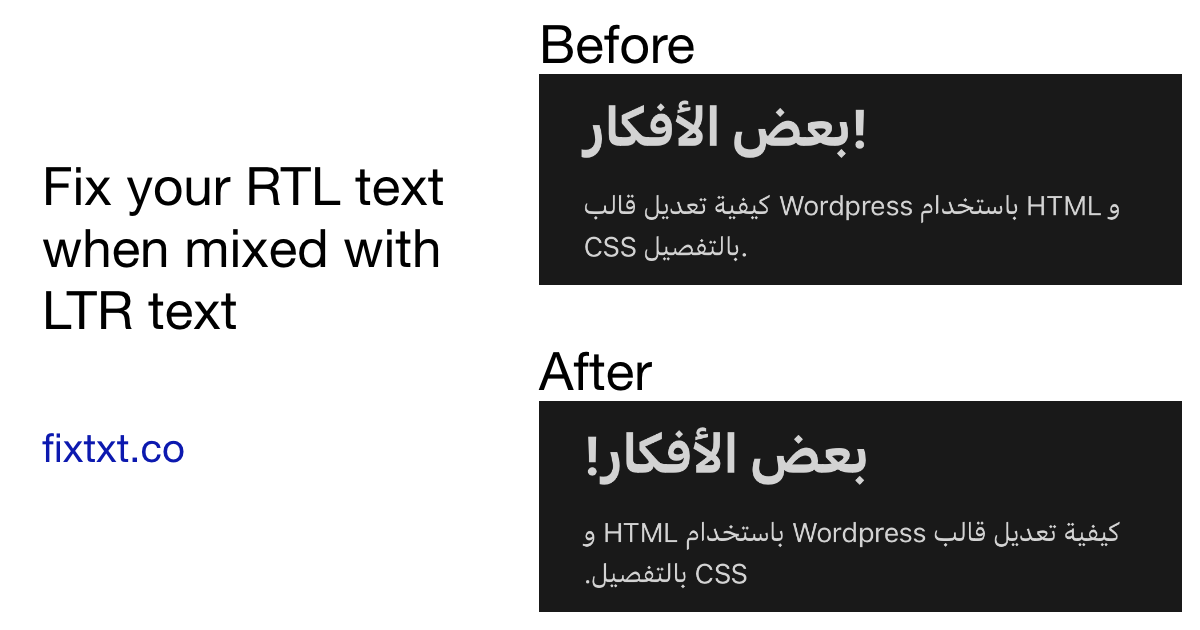 Fix your RTL text
when mixed with
LTR text
fixtxt.co
Before
بعض الأفكار!
كيفية تعديل قالب Wordpress باستخدام HTML و
CSS بالتفصيل.
After
بعض الأفكار!
كيفية تعديل قالب Wordpress باستخدام HTML و
CSS بالتفصيل.